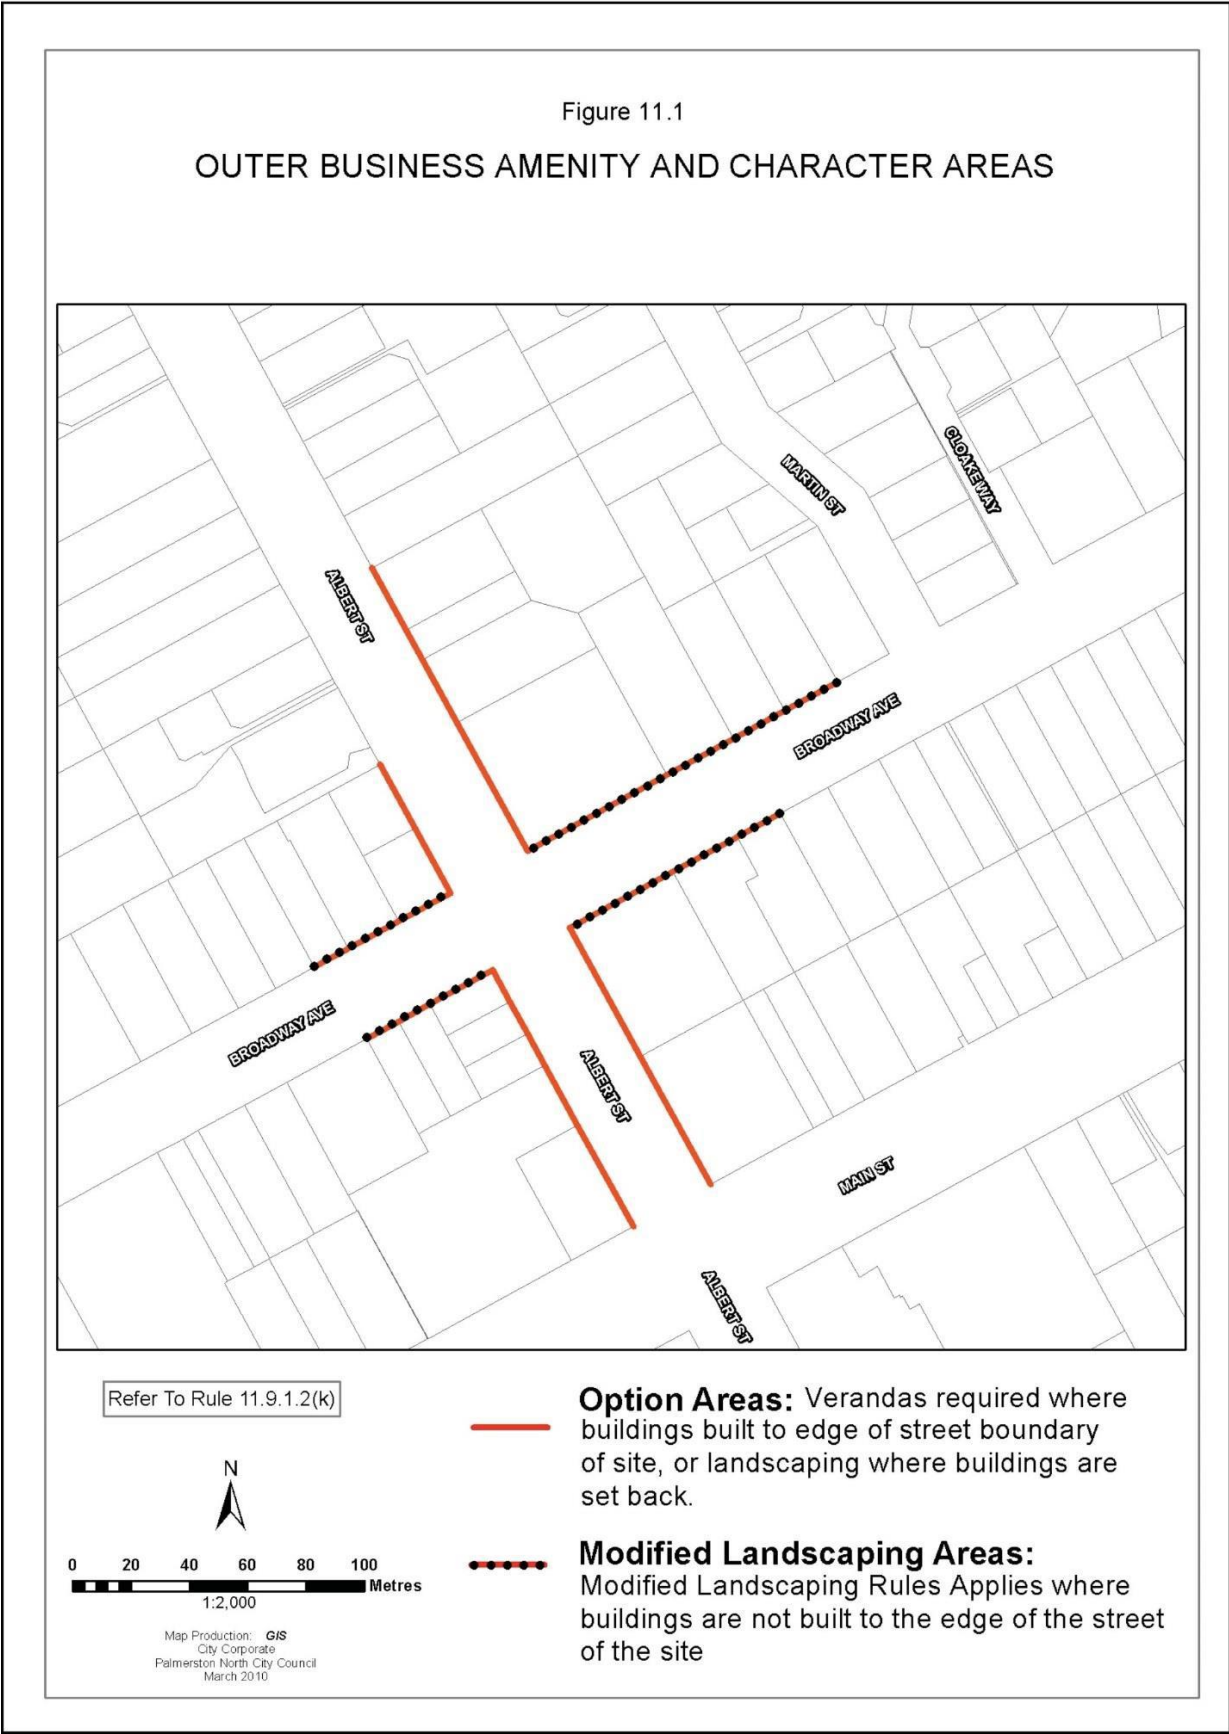 Figure 11.1
OUTER BUSINESS AMENITY AND CHARACTER AREAS
MARTIN ST
CLOAKE WAY
ALBERT ST
BROADWAY AVE
BROADWAY AVE
ALBERT ST
MAIN ST
ALBERT ST
Refer To Rule 11.9.1.2(k)
N
0 20 40 60 80 100
Metres
1:2,000
Map Production: GIS
City Corporate
Palmerston North City Council
March 2010
Option Areas: Verandas required where
buildings built to edge of street boundary
of site, or landscaping where buildings are
set back.
Modified Landscaping Areas:
Modified Landscaping Rules Applies where
buildings are not built to the edge of the street
of the site